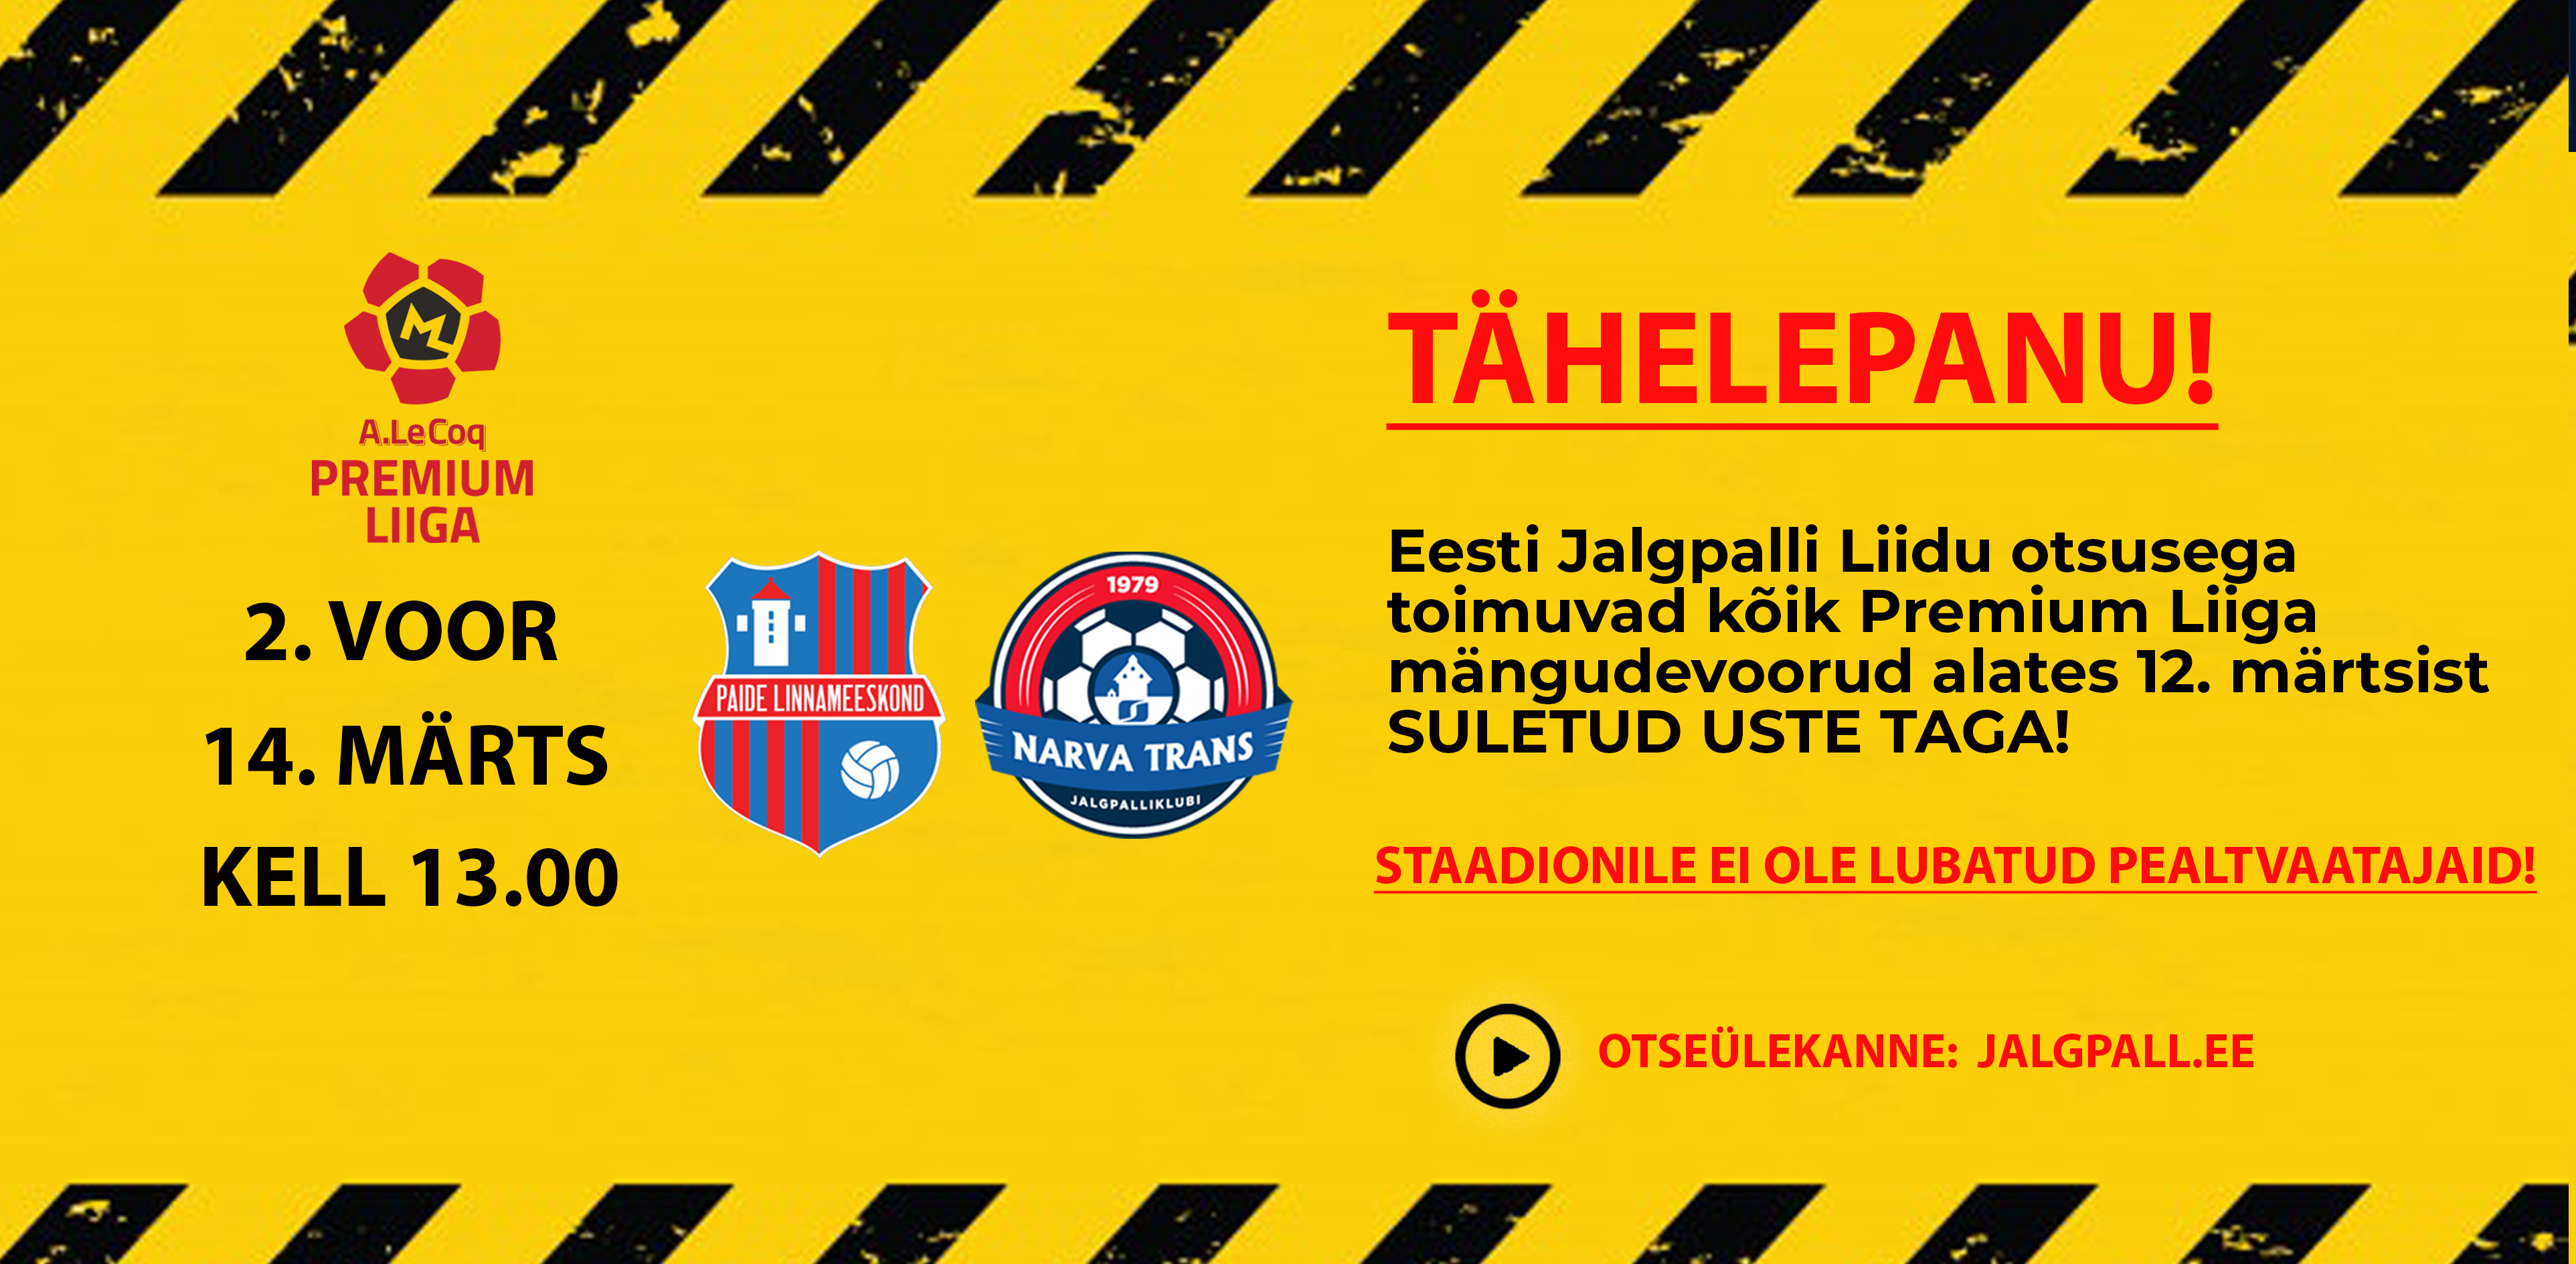 A.LeCoq
PREMIUM
LIIGA
2. VOOR
14. MÄRTS
KELL 13.00
PAIDE LINNAMEESKOND
1979
NARVA TRANS
JALGPALLIKLUBI
TÄHELEPANU!
Eesti Jalgpalli Liidu otsusega
toimuvad kõik Premium Liiga
mängudevoorud alates 12. märtsist
SULETUD USTE TAGA!
STAADIONILE EI OLE LUBATUD PEALTVAATAJAID!
OTSEÜLEKANNE: JALGPALL.EE